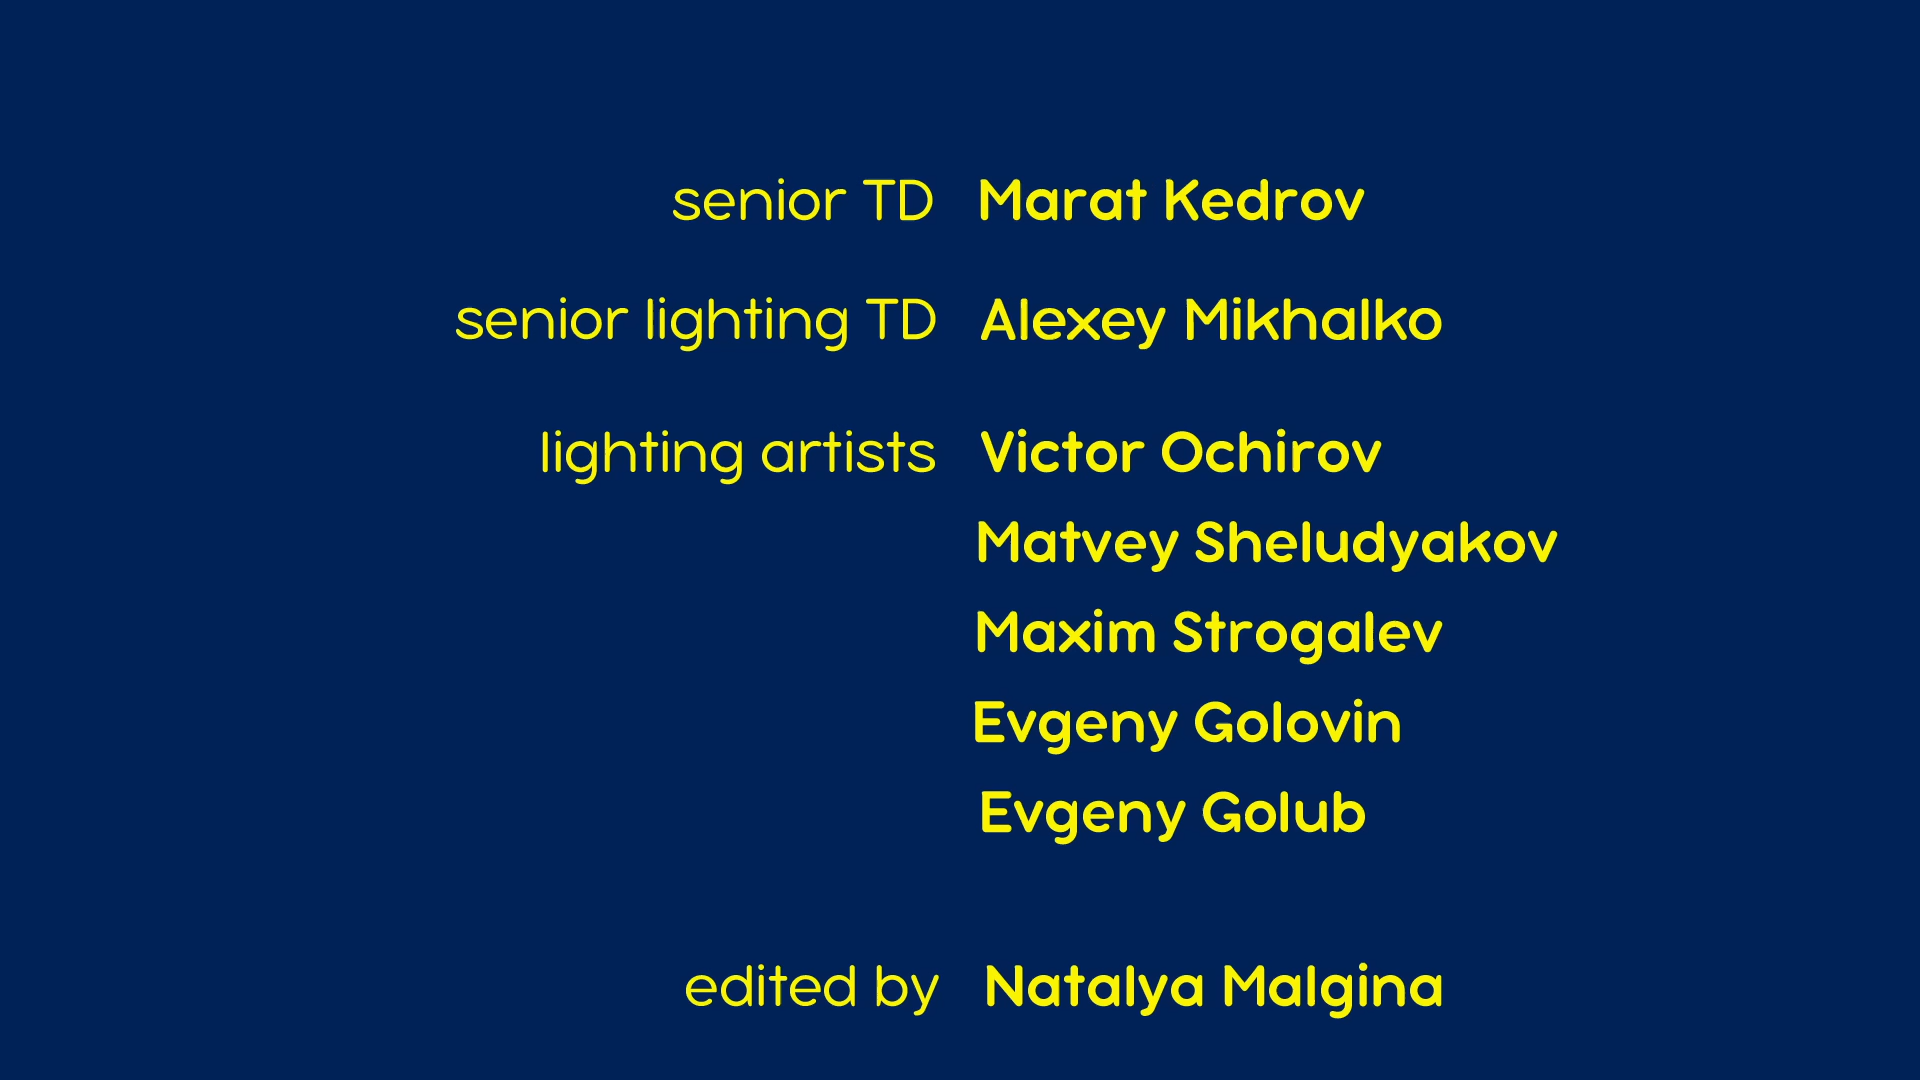 senior TD Marat Kedrov
senior lighting TD Alexey Mikhalko
lighting artists Victor Ochirov
Matvey Sheludyakov
Maxim Strogalev
Evgeny Golovin
Evgeny Golub
edited by Natalya Malgina